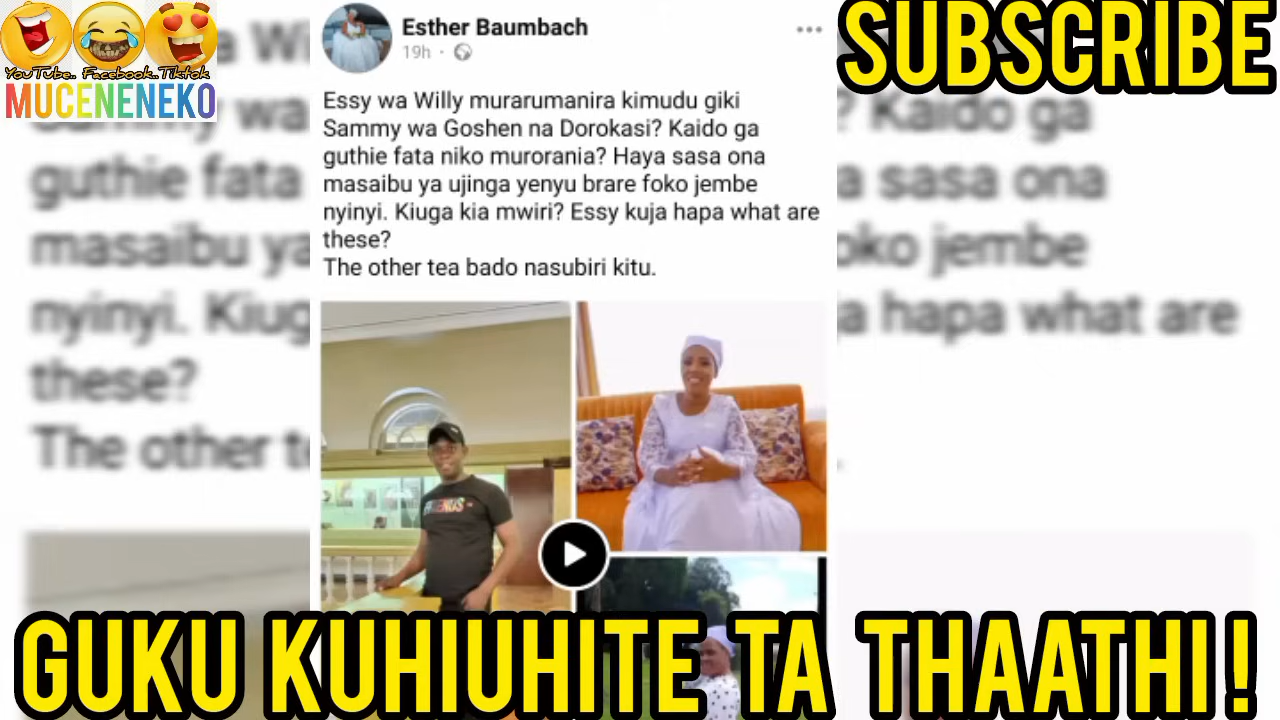 YouTube.. Facebook..Tiktok
MUCENENEKO
SUBSCRIBE
Esther Baumbach
19h ·
Essy wa Willy murarumanira kimudu giki
Sammy wa Goshen na Dorokasi? Kaido ga
guthie fata niko murorania? Haya sasa ona
masaibu ya ujinga yenyu brare foko jembe
nyinyi. Kiuga kia mwiri? Essy kuja hapa what are
these?
The other tea bado nasubiri kitu.
GUKU KUHIUHITE TA THAATHI!